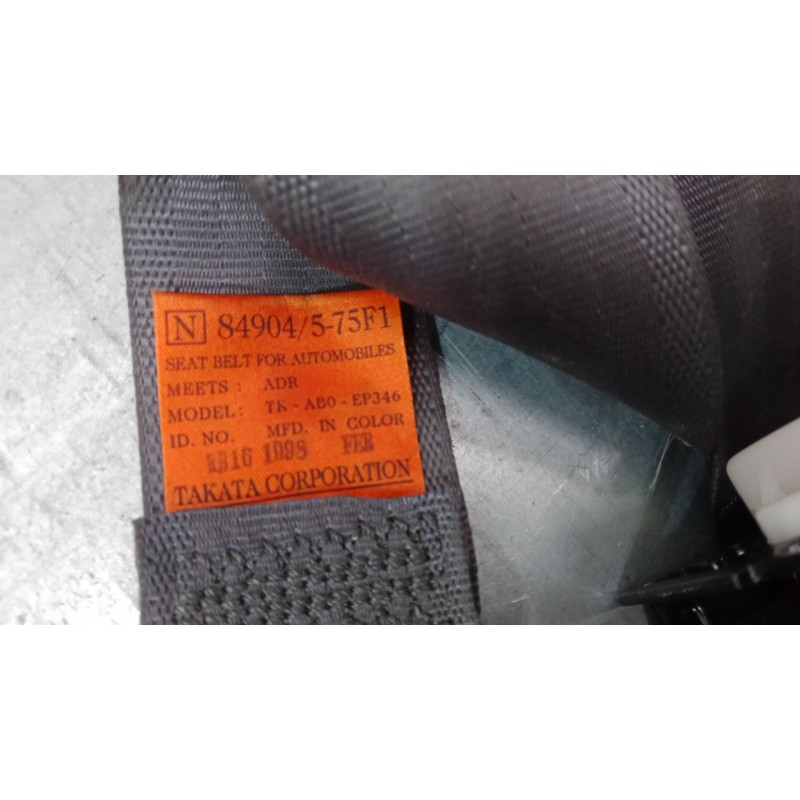 N 84904/5-75F1
SEAT BELT FOR AUTOMOBILES
MEETS: ADR
MODEL: TK-AB0-EP346
ID. NO. MFD. IN COLOR
1998 FEB
TAKATA CORPORATION